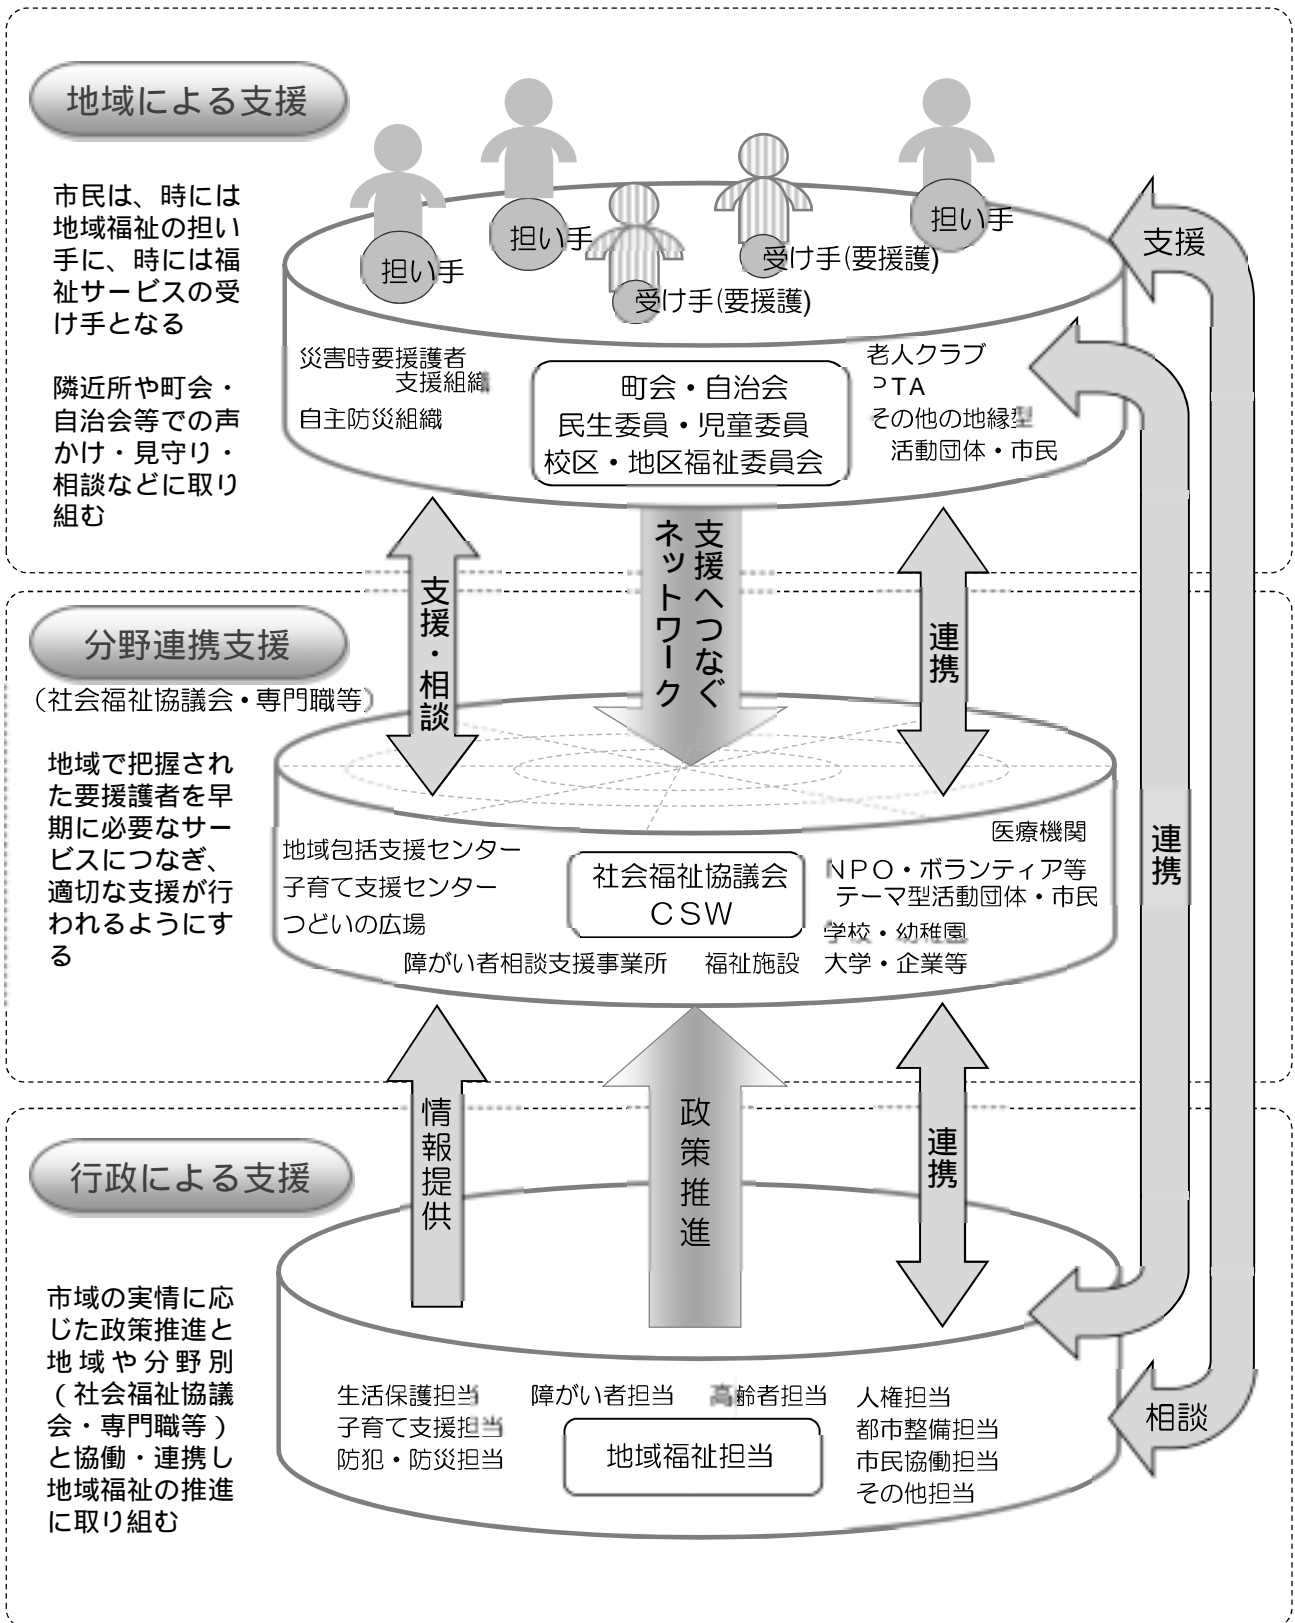 地域による支援
市民は、時には
地域福祉の担い
手に、時には福
祉サービスの受
け手となる
隣近所や町会・
自治会等での声
かけ・見守り・
相談などに取り
組む
担い手
担い手
担い手
受け手(要援護)
受け手(要援護)
災害時要援護者
支援組織
自主防災組織
町会・自治会
民生委員・児童委員
校区・地区福祉委員会
老人クラブ
TA
その他の地縁型
活動団体・市民
支援
支援・相談
支援へつなぐ
ネットワーク
連携
分野連携支援
（社会福祉協議会・専門職等）
地域で把握され
た要援護者を早
期に必要なサー
ビスにつなぎ、
適切な支援が行
われるようにす
る
地域包括支援センター
子育て支援センター
つどいの広場
障がい者相談支援事業所
福祉施設
社会福祉協議会
ＣＳＷ
医療機関
ＮＰＯ・ボランティア等
テーマ型活動団体・市民
学校・幼稚園
大学・企業等
連携
情報提供
政策推進
連携
行政による支援
市域の実情に応
じた政策推進と
地域や分野別
（社会福祉協議
会・専門職等）
と協働・連携し
地域福祉の推進
に取り組む
生活保護担当
子育て支援担当
防犯・防災担当
障がい者担当
高齢者担当
地域福祉担当
人権担当
都市整備担当
市民協働担当
その他担当
相談